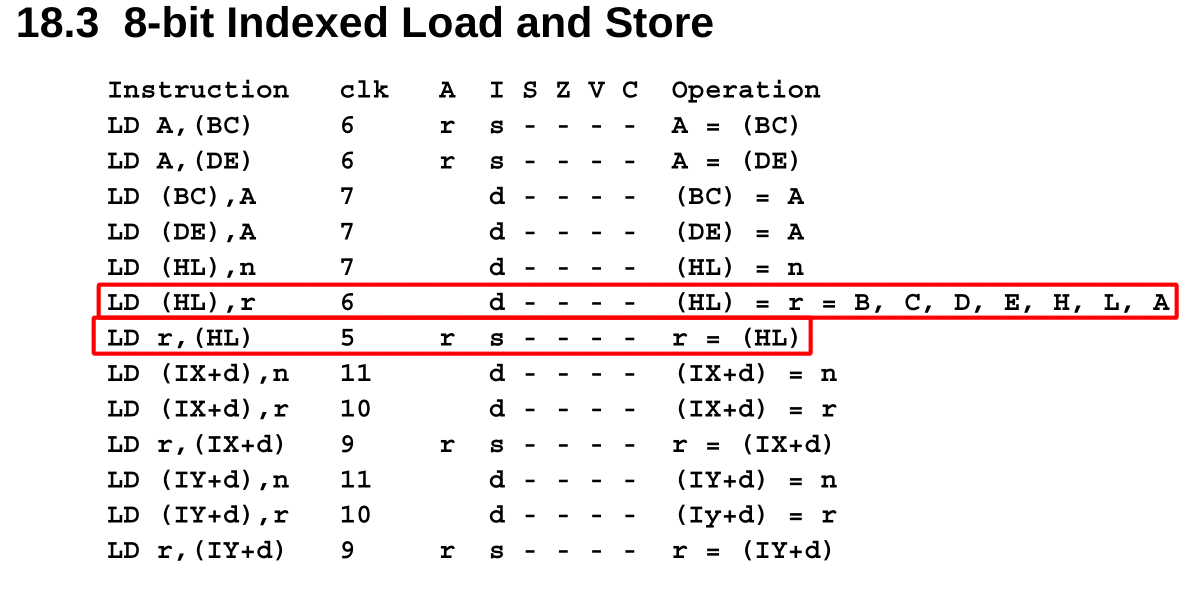 18.3 8-bit Indexed Load and Store
Instruction clk A I S Z V C Operation
LD A,(BC) 6 r s - - - - A = (BC)
LD A,(DE) 6 r s - - - - A = (DE)
LD (BC),A 7 d - - - - (BC) = A
LD (DE),A 7 d - - - - (DE) = A
LD (HL),n 7 d - - - - (HL) = n
LD (HL),r 6 d - - - - (HL) = r = B, C, D, E, H, L, A
LD r,(HL) 5 r s - - - - r = (HL)
LD (IX+d),n 11 d - - - - (IX+d) = n
LD (IX+d),r 10 d - - - - (IX+d) = r
LD r,(IX+d) 9 r s - - - - r = (IX+d)
LD (IY+d),n 11 d - - - - (IY+d) = n
LD (IY+d),r 10 d - - - - (Iy+d) = r
LD r,(IY+d) 9 r s - - - - r = (IY+d)